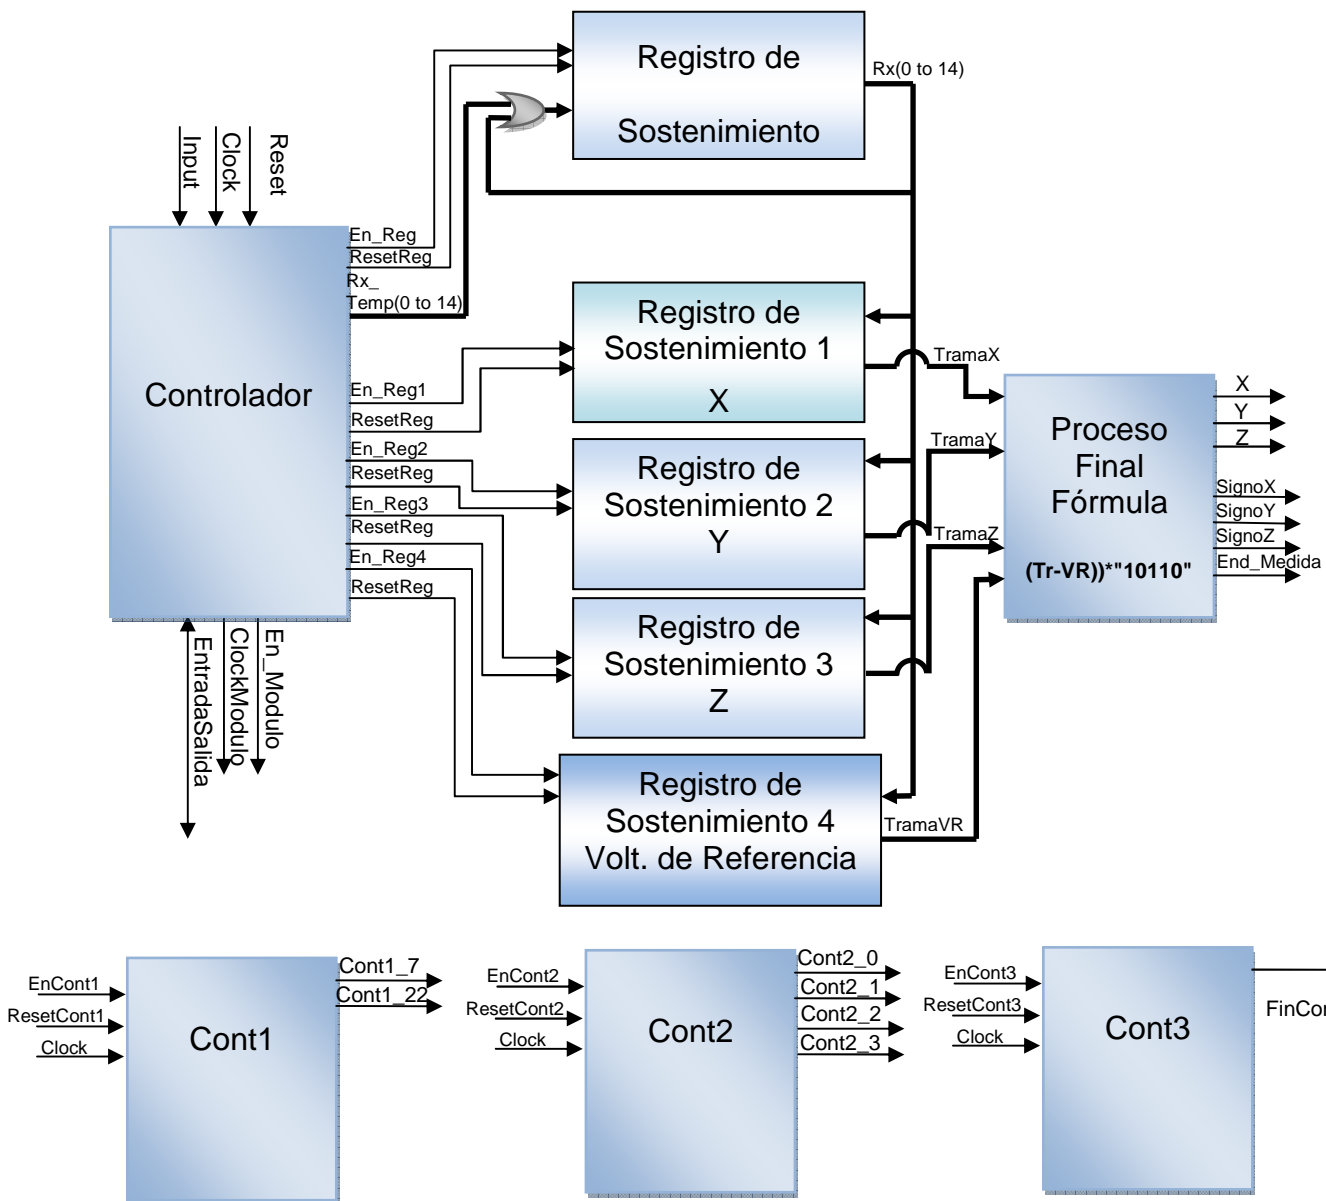 Registro de
Sostenimiento
Rx(0 to 14)
Input
Clock
Reset
En_Reg
ResetReg
Rx_
Temp(0 to 14)
Controlador
En_Reg1
ResetReg
En_Reg2
ResetReg
En_Reg3
ResetReg
En_Reg4
ResetReg
EntradaSalida
ClockModulo
En_Modulo
Registro de
Sostenimiento 1
X
TramaX
Registro de
Sostenimiento 2
Y
TramaY
Registro de
Sostenimiento 3
Z
TramaZ
Registro de
Sostenimiento 4
Volt. de Referencia
TramaVR
Proceso
Final
Fórmula
(Tr-VR))*"10110"
X
Y
Z
SignoX
SignoY
SignoZ
End_Medida
EnCont1
ResetCont1
Clock
Cont1
Cont1_7
Cont1_22
EnCont2
ResetCont2
Clock
Cont2
Cont2_0
Cont2_1
Cont2_2
Cont2_3
EnCont3
ResetCont3
Clock
Cont3